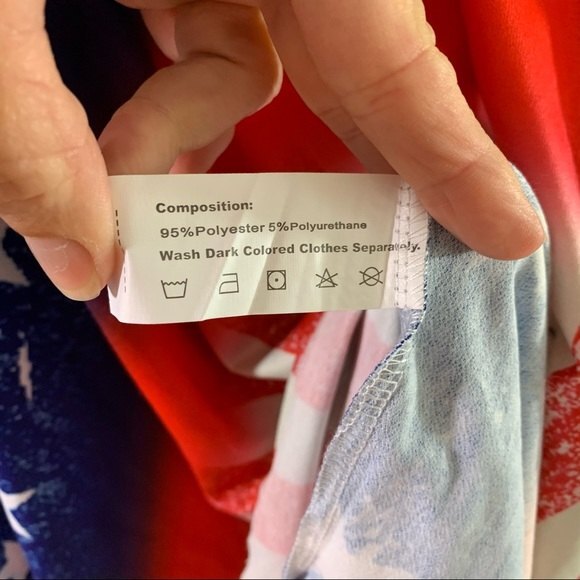 Composition:
95%Polyester 5%Polyurethane
Wash Dark Colored Clothes Separately.